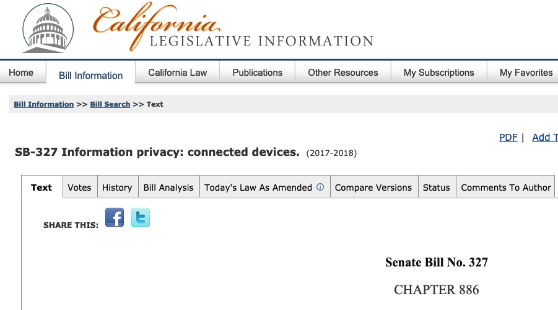 California
LEGISLATIVE INFORMATION
Home Bill Information California Law Publications Other Resources My Subscriptions My Favorites
Bill Information >> Bill Search >> Text
PDF | Add T
SB-327 Information privacy: connected devices. (2017-2018)
Text Votes History Bill Analysis Today's Law As Amended Compare Versions Status Comments To Author
SHARE THIS:
Senate Bill No. 327
CHAPTER 886